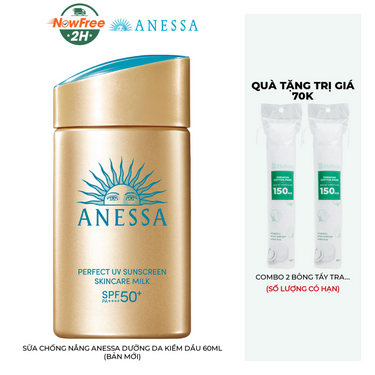 NowFree
2H
ANESSA
QUÀ TẶNG TRỊ GIÁ
70K
ANESSA
PERFECT UV SUNSCREEN
SKINCARE MILK
SPF50+
PA++++
150
150
COMBO 2 BÔNG TẨY TRA...
(SỐ LƯỢNG CÓ HẠN)
SỮA CHỐNG NẮNG ANESSA DƯỠNG DA KIỀM DẦU 60ML
(BẢN MỚI)